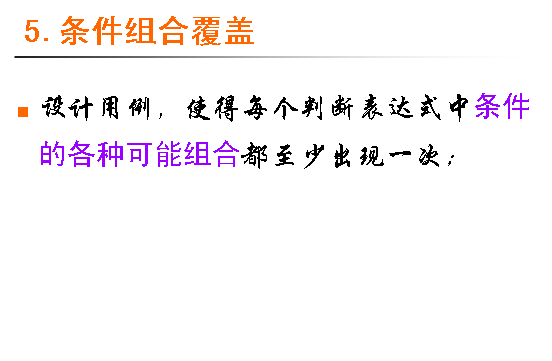 5. 条件组合覆盖
设计用例，使得每个判断表达式中条件
的各种可能组合都至少出现一次；